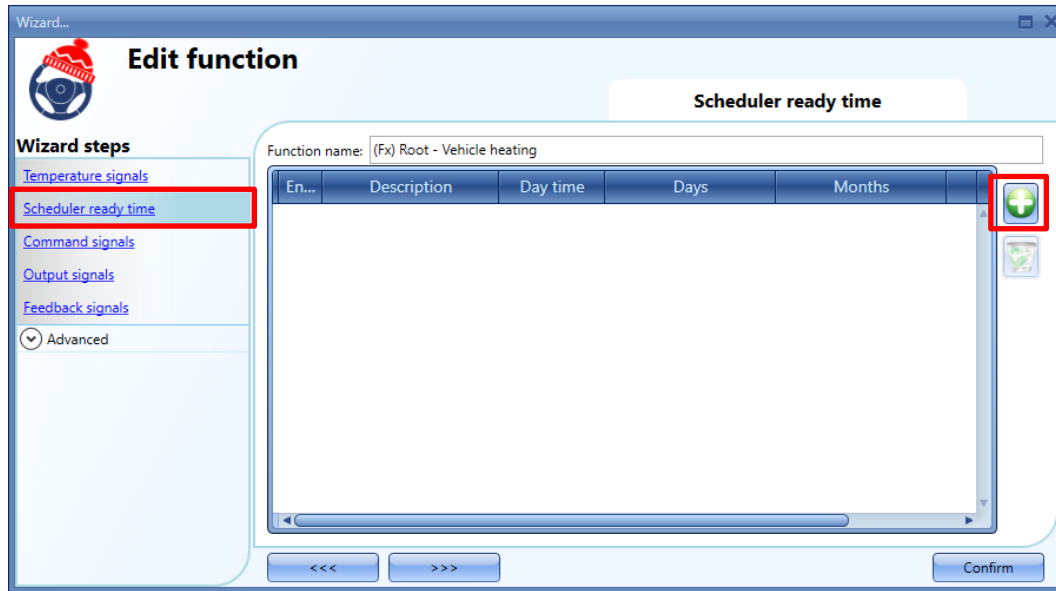 Wizard...
Edit function
Scheduler ready time
Wizard steps
Temperature signals
Scheduler ready time
Command signals
Output signals
Feedback signals
Advanced
Function name: (Fx) Root - Vehicle heating
En... Description Day time Days Months
<<< >>> Confirm